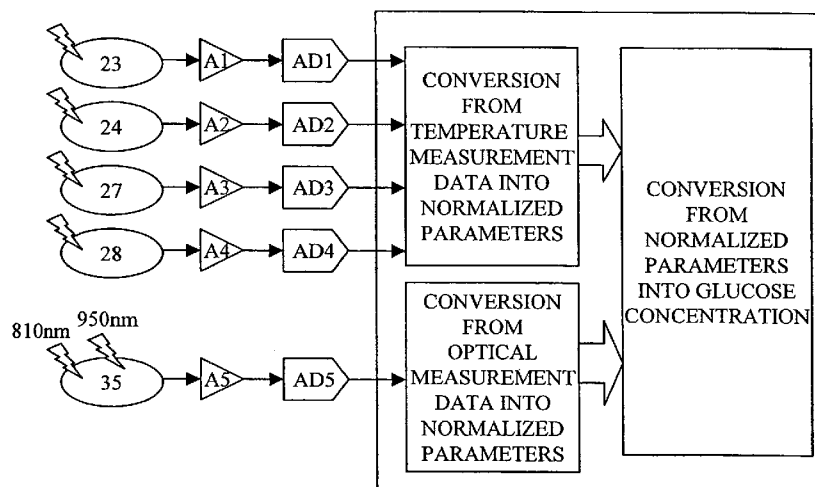 23 A1 AD1
24 A2 AD2
27 A3 AD3
28 A4 AD4
CONVERSION
FROM
TEMPERATURE
MEASUREMENT
DATA INTO
NORMALIZED
PARAMETERS
810nm 950nm
35 A5 AD5
CONVERSION
FROM
OPTICAL
MEASUREMENT
DATA INTO
NORMALIZED
PARAMETERS
CONVERSION
FROM
NORMALIZED
PARAMETERS
INTO GLUCOSE
CONCENTRATION